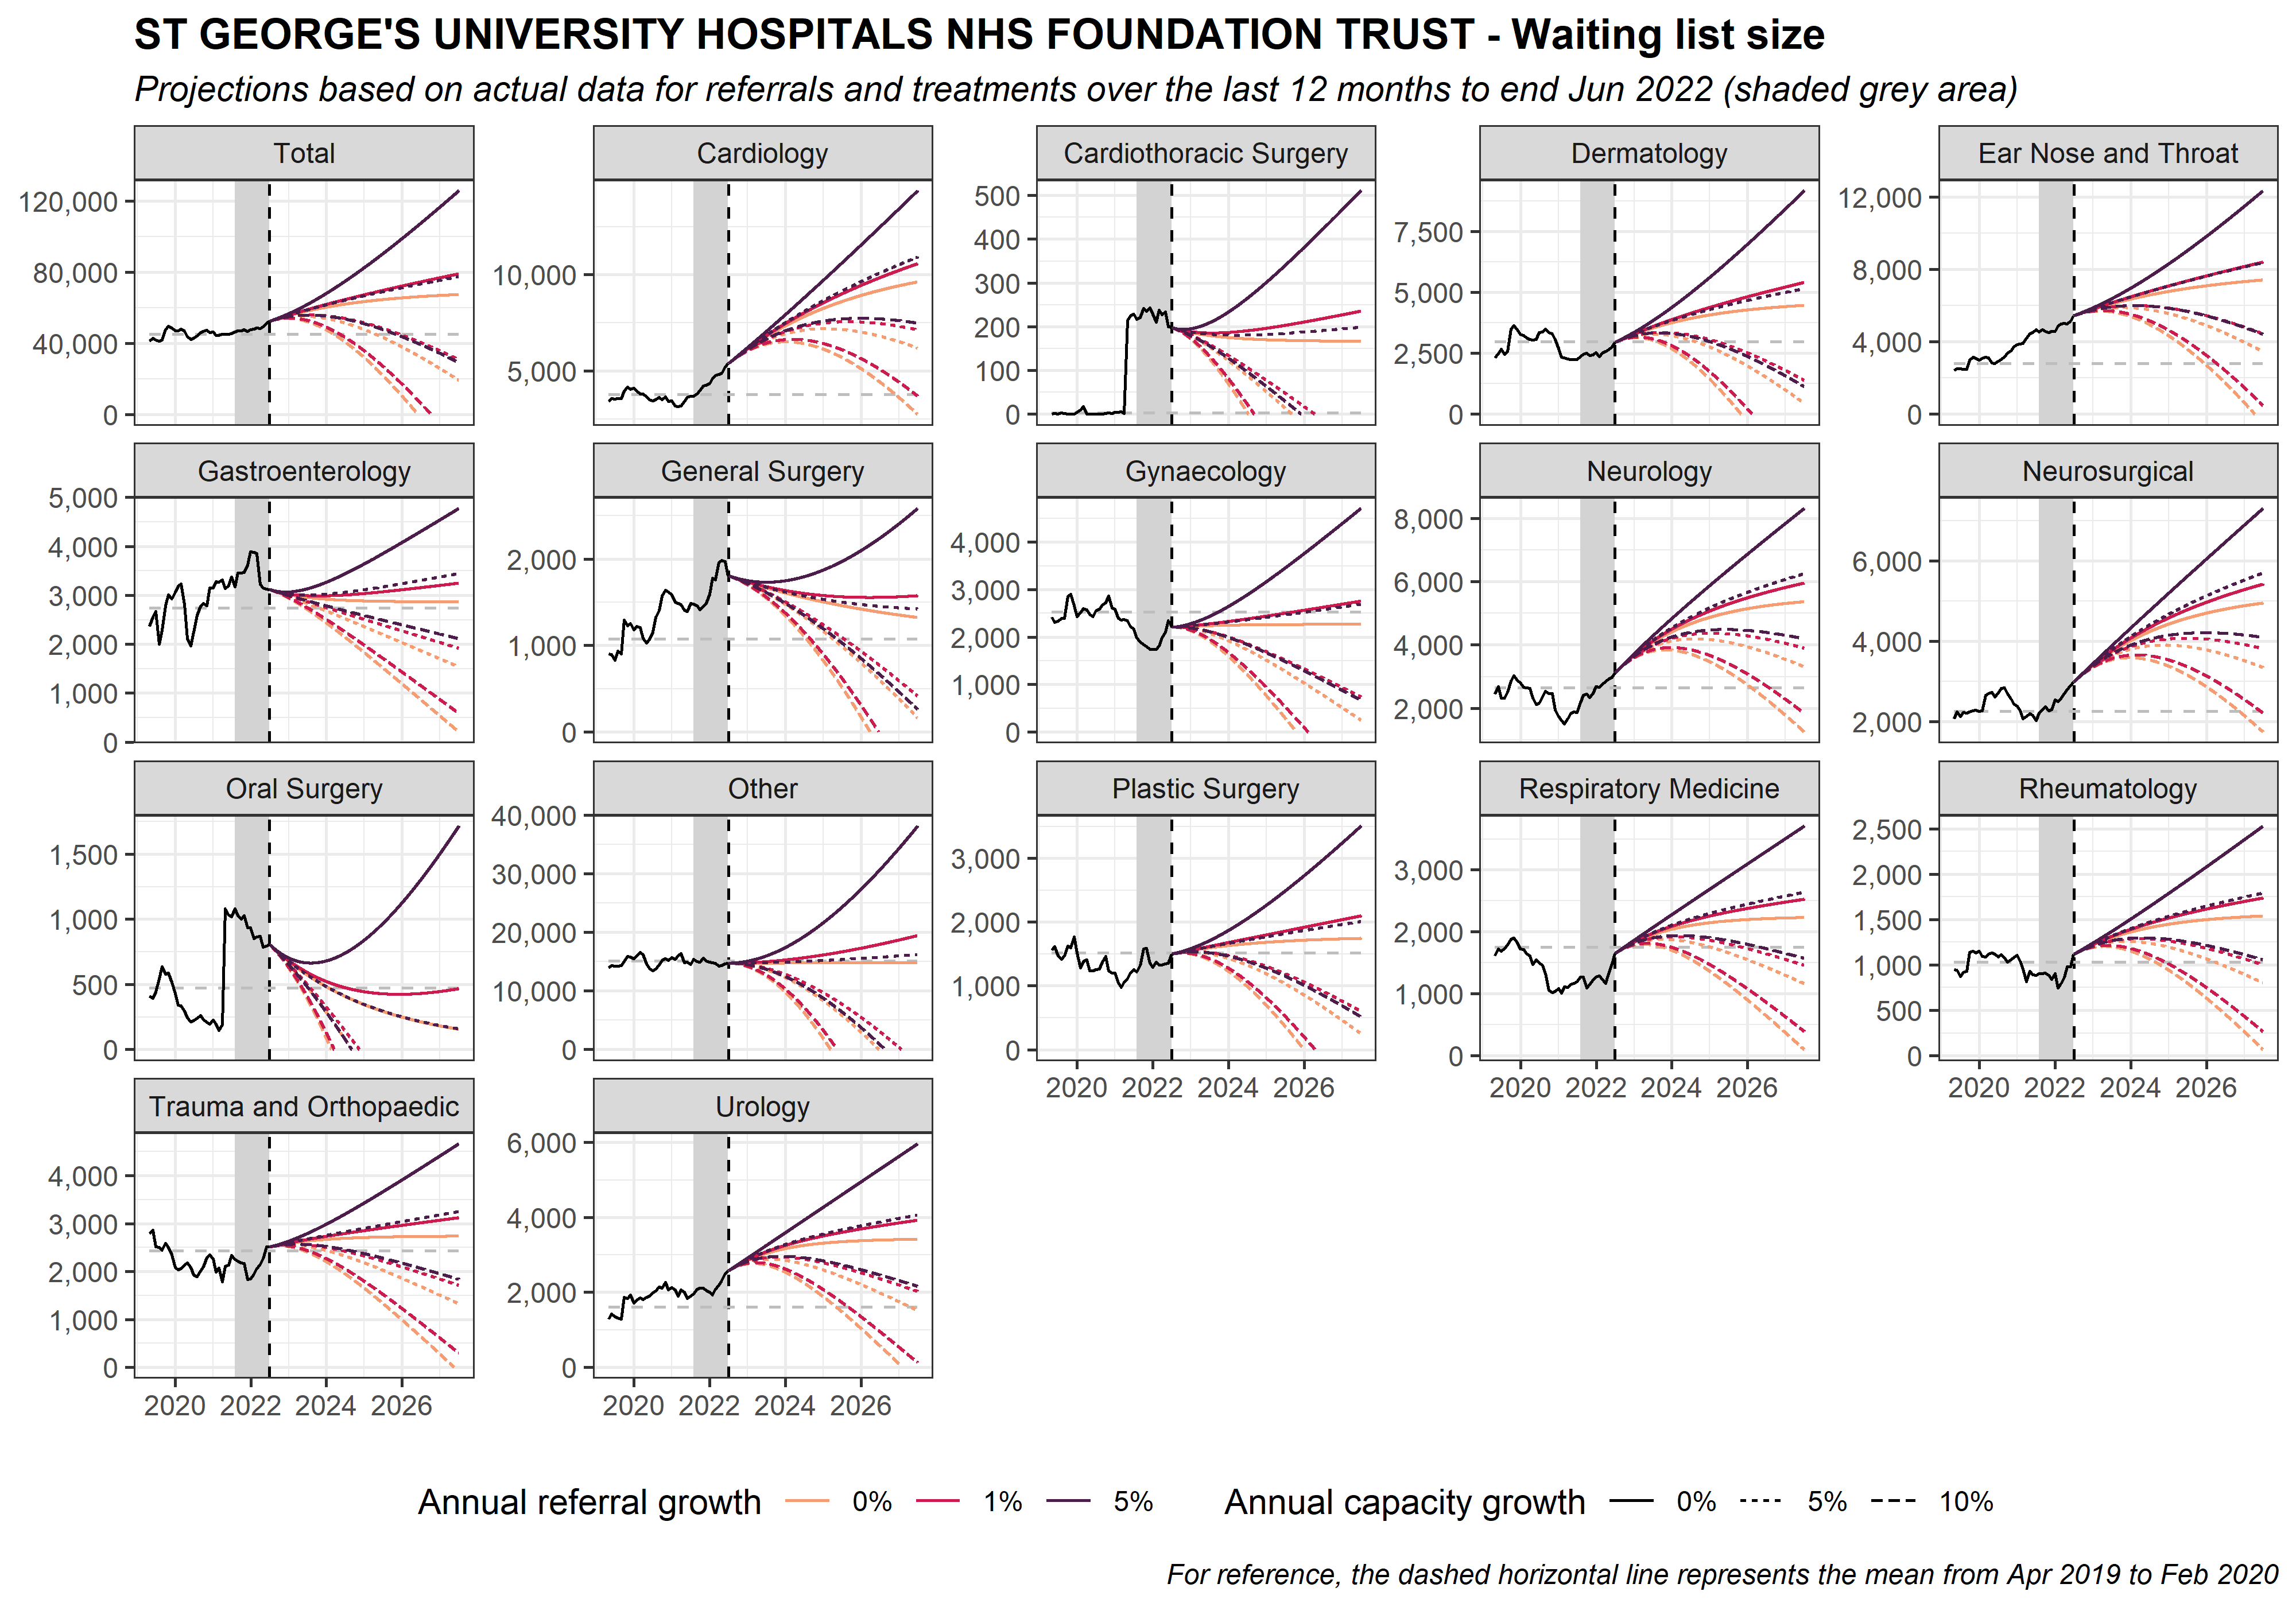 ST GEORGE'S UNIVERSITY HOSPITALS NHS FOUNDATION TRUST - Waiting list size
Projections based on actual data for referrals and treatments over the last 12 months to end Jun 2022 (shaded grey area)
Total
120,000
80,000
40,000
0
Cardiology
10,000
5,000
Cardiothoracic Surgery
500
400
300
200
100
0
Dermatology
7,500
5,000
2,500
0
Ear Nose and Throat
12,000
8,000
4,000
0
Gastroenterology
5,000
4,000
3,000
2,000
1,000
0
General Surgery
2,000
1,000
0
Gynaecology
4,000
3,000
2,000
1,000
0
Neurology
8,000
6,000
4,000
2,000
Neurosurgical
6,000
4,000
2,000
Oral Surgery
1,500
1,000
500
0
Other
40,000
30,000
20,000
10,000
0
Plastic Surgery
3,000
2,000
1,000
0
2020 2022 2024 2026
Respiratory Medicine
3,000
2,000
1,000
0
2020 2022 2024 2026
Rheumatology
2,500
2,000
1,500
1,000
500
0
2020 2022 2024 2026
Trauma and Orthopaedic
4,000
3,000
2,000
1,000
0
2020 2022 2024 2026
Urology
6,000
4,000
2,000
0
2020 2022 2024 2026
Annual referral growth 0% 1% 5% Annual capacity growth 0% 5% 10%
For reference, the dashed horizontal line represents the mean from Apr 2019 to Feb 2020